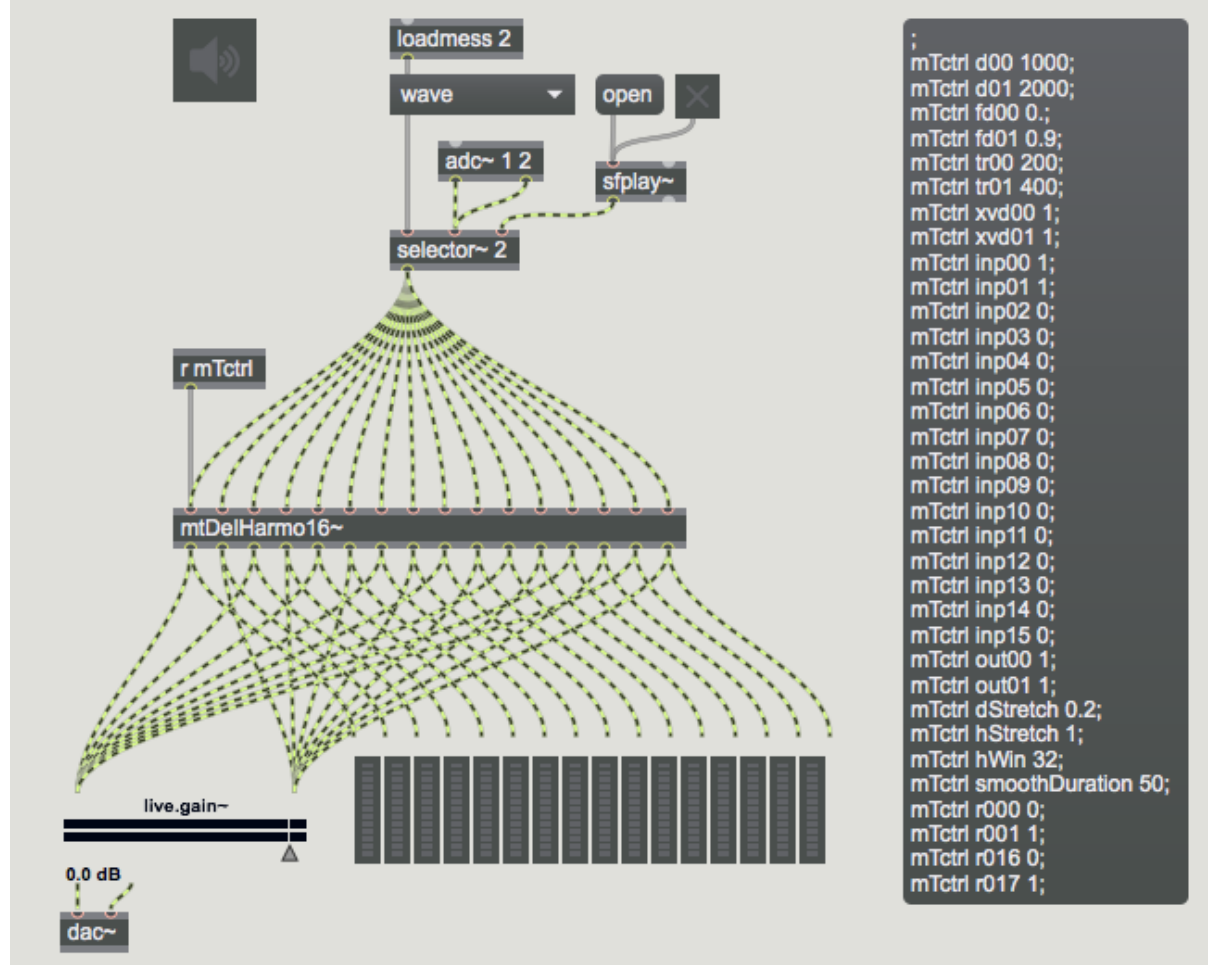 loadmess 2
wave
open
adc~ 1 2
sfplay~
selector~ 2
r mTctrl
mtDelHarmo16~
live.gain~
0.0 dB
dac~
;
mTctrl d00 1000;
mTctrl d01 2000;
mTctrl fd00 0.;
mTctrl fd01 0.9;
mTctrl tr00 200;
mTctrl tr01 400;
mTctrl xvd00 1;
mTctrl xvd01 1;
mTctrl inp00 1;
mTctrl inp01 1;
mTctrl inp02 0;
mTctrl inp03 0;
mTctrl inp04 0;
mTctrl inp05 0;
mTctrl inp06 0;
mTctrl inp07 0;
mTctrl inp08 0;
mTctrl inp09 0;
mTctrl inp10 0;
mTctrl inp11 0;
mTctrl inp12 0;
mTctrl inp13 0;
mTctrl inp14 0;
mTctrl inp15 0;
mTctrl out00 1;
mTctrl out01 1;
mTctrl dStretch 0.2;
mTctrl hStretch 1;
mTctrl hWin 32;
mTctrl smoothDuration 50;
mTctrl r000 0;
mTctrl r001 1;
mTctrl r016 0;
mTctrl r017 1;